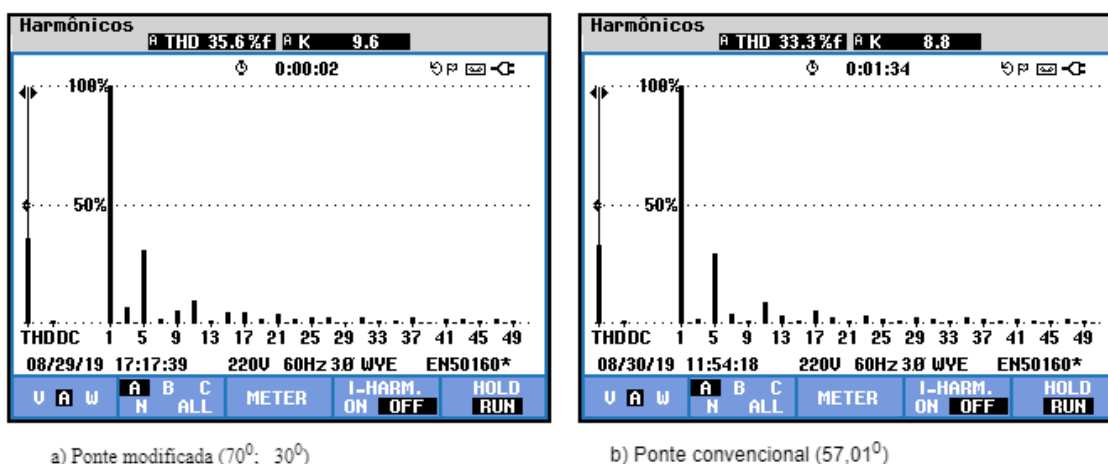 Harmônicos
A THD 35.6%f A K 9.6
0:00:02
100%
50%
THD DC 1 5 9 13 17 21 25 29 33 37 41 45 49
08/29/19 17:17:39 220V 60Hz 3Ø WYE EN50160*
V A W A B C N ALL METER I-HARM. ON OFF HOLD RUN
a) Ponte modificada (70⁰; 30⁰)
Harmônicos
A THD 33.3%f A K 8.8
0:01:34
100%
50%
THD DC 1 5 9 13 17 21 25 29 33 37 41 45 49
08/30/19 11:54:18 220V 60Hz 3Ø WYE EN50160*
V A W A B C N ALL METER I-HARM. ON OFF HOLD RUN
b) Ponte convencional (57,01⁰)